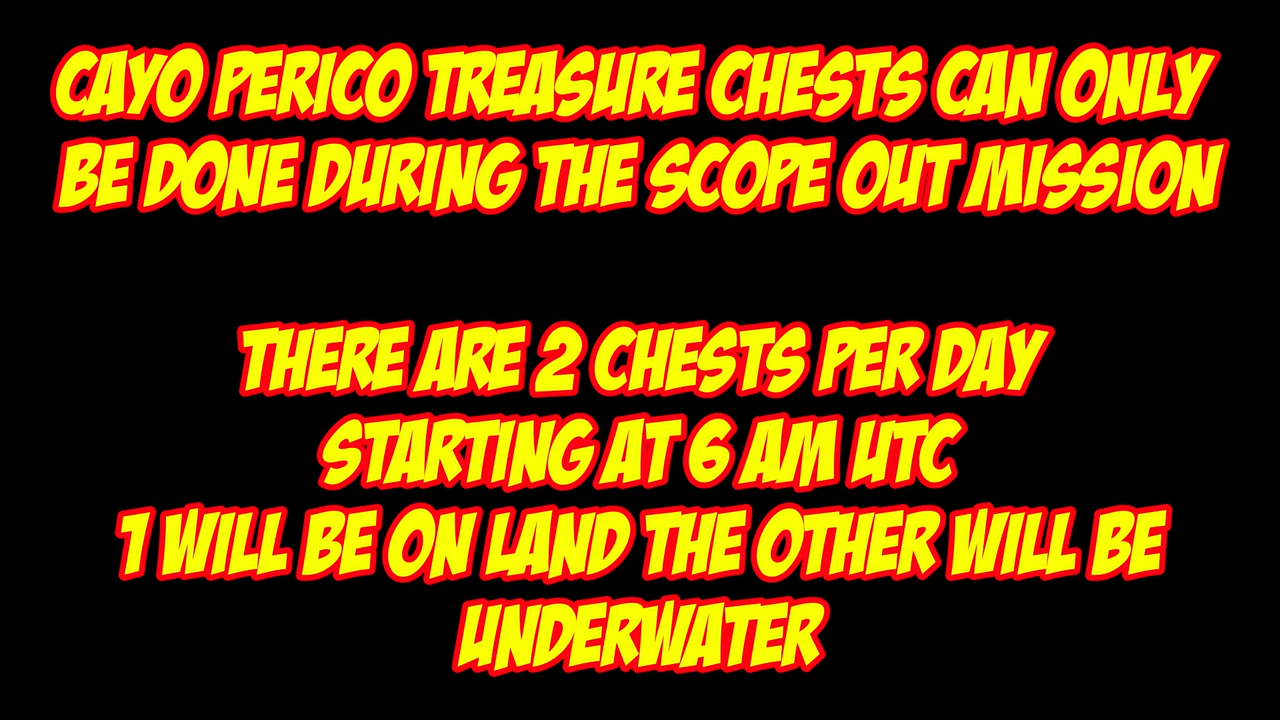 CAYO PERICO TREASURE CHESTS CAN ONLY
BE DONE DURING THE SCOPE OUT MISSION
THERE ARE 2 CHESTS PER DAY
STARTING AT 6 AM UTC
1 WILL BE ON LAND THE OTHER WILL BE
UNDERWATER